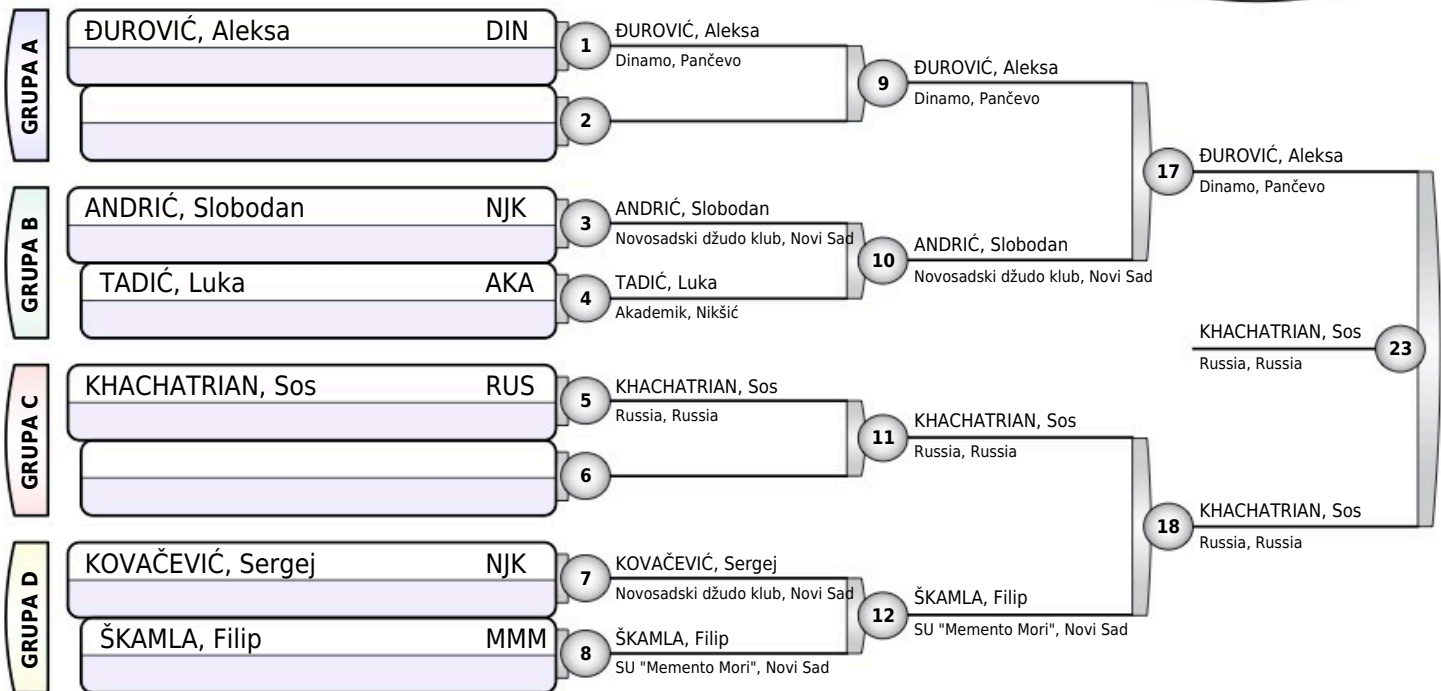 GRUPA A
ĐUROVIĆ, Aleksa DIN
1
ĐUROVIĆ, Aleksa
Dinamo, Pančevo
2
9
ĐUROVIĆ, Aleksa
Dinamo, Pančevo
GRUPA B
ANDRIĆ, Slobodan NJK
3
ANDRIĆ, Slobodan
Novosadski džudo klub, Novi Sad
TADIĆ, Luka AKA
4
TADIĆ, Luka
Akademik, Nikšić
10
ANDRIĆ, Slobodan
Novosadski džudo klub, Novi Sad
17
ĐUROVIĆ, Aleksa
Dinamo, Pančevo
GRUPA C
KHACHATRIAN, Sos RUS
5
KHACHATRIAN, Sos
Russia, Russia
6
11
KHACHATRIAN, Sos
Russia, Russia
GRUPA D
KOVAČEVIĆ, Sergej NJK
7
KOVAČEVIĆ, Sergej
Novosadski džudo klub, Novi Sad
ŠKAMLA, Filip MMM
8
ŠKAMLA, Filip
SU "Memento Mori", Novi Sad
12
ŠKAMLA, Filip
SU "Memento Mori", Novi Sad
18
KHACHATRIAN, Sos
Russia, Russia
KHACHATRIAN, Sos
Russia, Russia
23